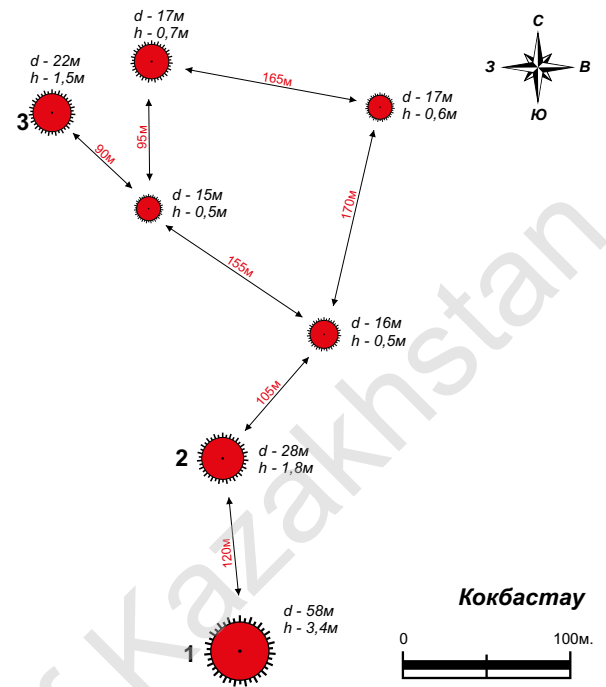 d - 17м
h - 0,7м
С
З
В
Ю
d - 22м
h - 1,5м
3
165м
d - 17м
h - 0,6м
90м
95м
170м
d - 15м
h - 0,5м
155м
d - 16м
h - 0,5м
105м
2
d - 28м
h - 1,8м
120м
d - 58м
h - 3,4м
1
Кокбастау
0
100м.
of Kazakhstan